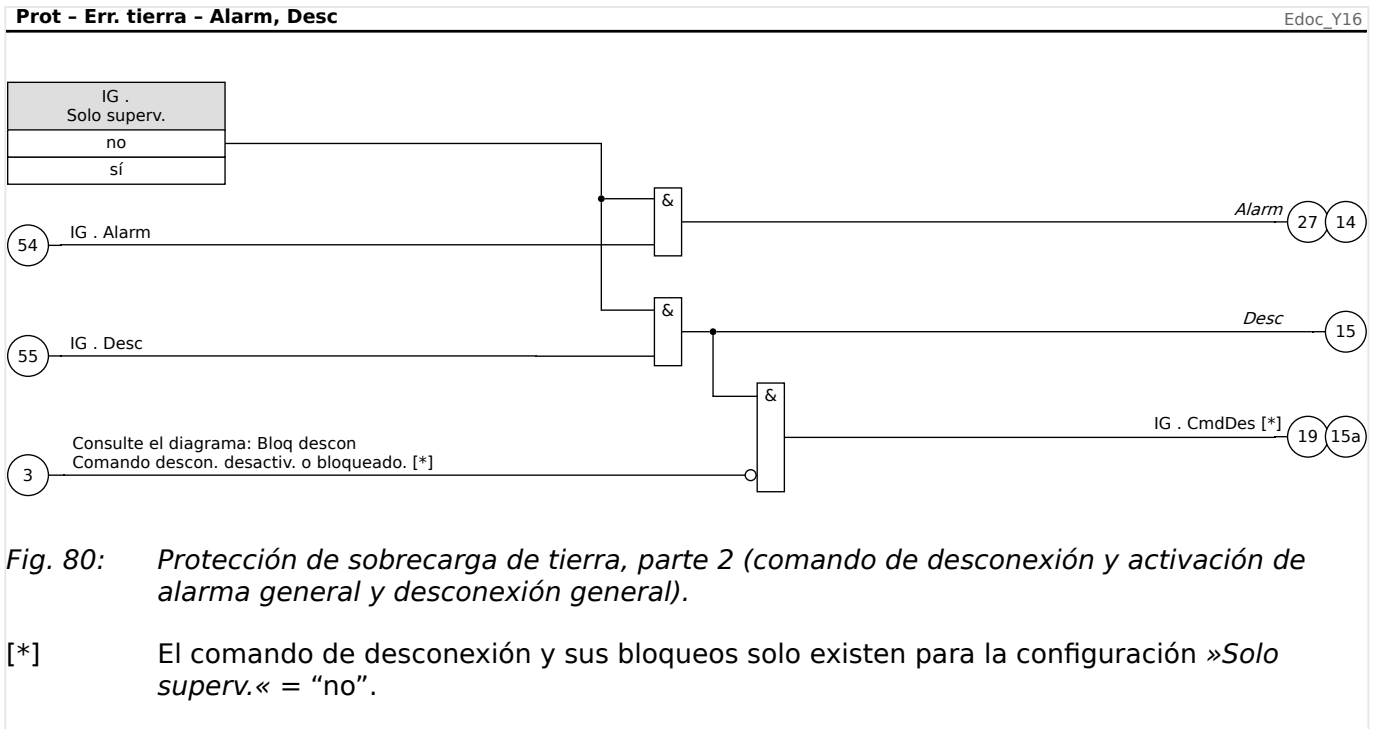 Prot – Err. tierra – Alarm, Desc
Edoc_Y16
IG .
Solo superv.
no
sí
&
Alarm
27
14
54
IG . Alarm
&
Desc
15
55
IG . Desc
&
IG . CmdDes [*]
19
15a
3
Consulte el diagrama: Bloq descon
Comando descon. desactiv. o bloqueado. [*]
Fig. 80: Protección de sobrecarga de tierra, parte 2 (comando de desconexión y activación de
alarma general y desconexión general).
[*] El comando de desconexión y sus bloqueos solo existen para la configuración »Solo
superv.« = “no”.